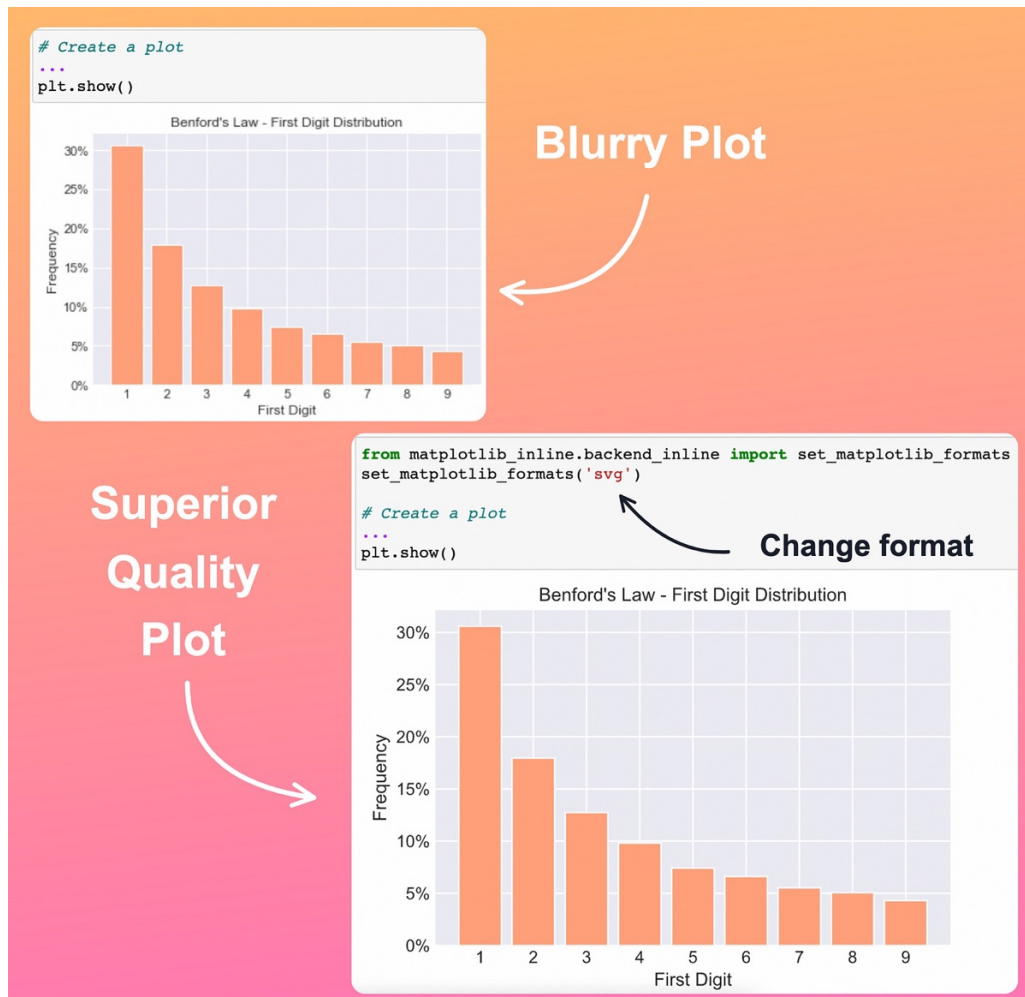 # Create a plot
...
plt.show()
Benford's Law - First Digit Distribution
Frequency
30%
25%
20%
15%
10%
5%
0%
1 2 3 4 5 6 7 8 9
First Digit
Blurry Plot
Superior
Quality
Plot
from matplotlib_inline.backend_inline import set_matplotlib_formats
set_matplotlib_formats('svg')
# Create a plot
...
plt.show()
Change format
Benford's Law - First Digit Distribution
Frequency
30%
25%
20%
15%
10%
5%
0%
1 2 3 4 5 6 7 8 9
First Digit